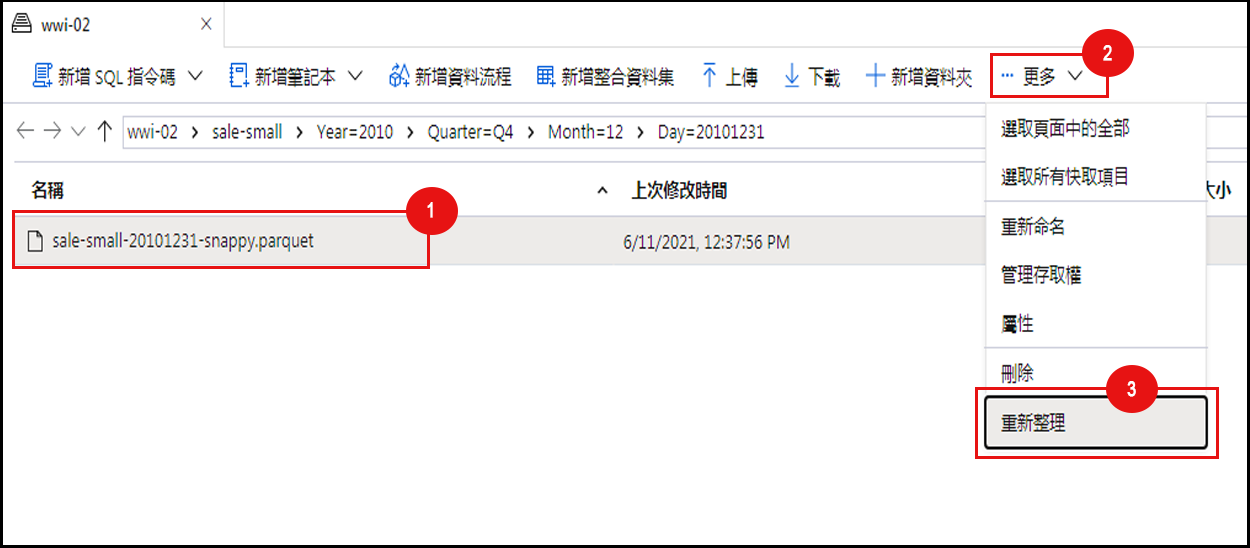 wwi-02
新增 SQL 指令碼 新增筆記本 新增資料流程 新增整合資料集 上傳 下載 新增資料夾 更多 2
wwi-02 sale-small Year=2010 Quarter=Q4 Month=12 Day=20101231
選取頁面中的全部
選取所有快取項目
名稱 上次修改時間 大小
1
重新命名
sale-small-20101231-snappy.parquet 6/11/2021, 12:37:56 PM
管理存取權
屬性
刪除
3
重新整理